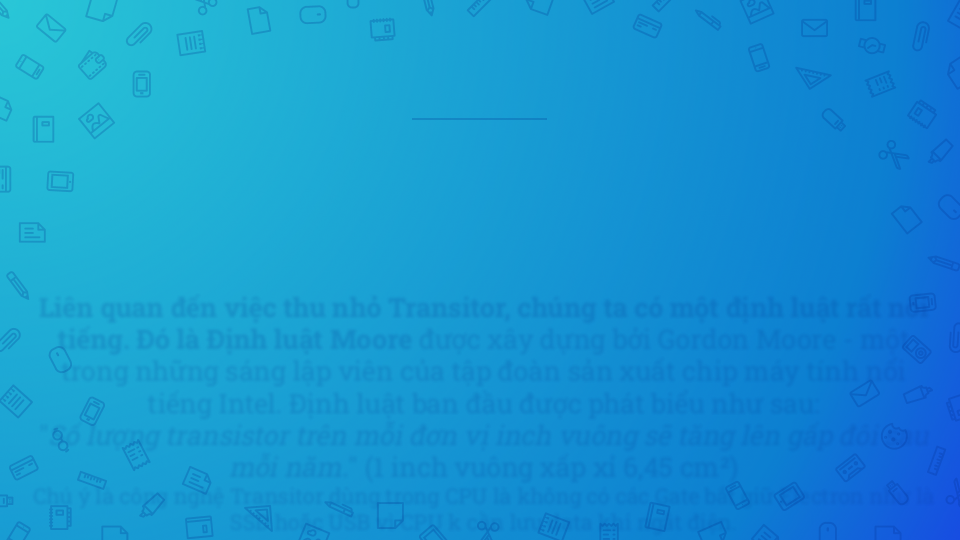 Liên quan đến việc thu nhỏ Transitor, chúng ta có một định luật rất nổi
tiếng. Đó là Định luật Moore được xây dựng bởi Gordon Moore - một
trong những sáng lập viên của tập đoàn sản xuất chip máy tính nổi
tiếng Intel. Định luật ban đầu được phát biểu như sau:
"Số lượng transistor trên mỗi đơn vị inch vuông sẽ tăng lên gấp đôi sau
mỗi năm." (1 inch vuông xấp xỉ 6,45 cm²)
Chú ý là công nghệ Transitor dùng trong CPU là không có các Gate bẫy giữ electron như là
SSD hoặc USB vì CPU k cần lưu data khi ngắt điện.